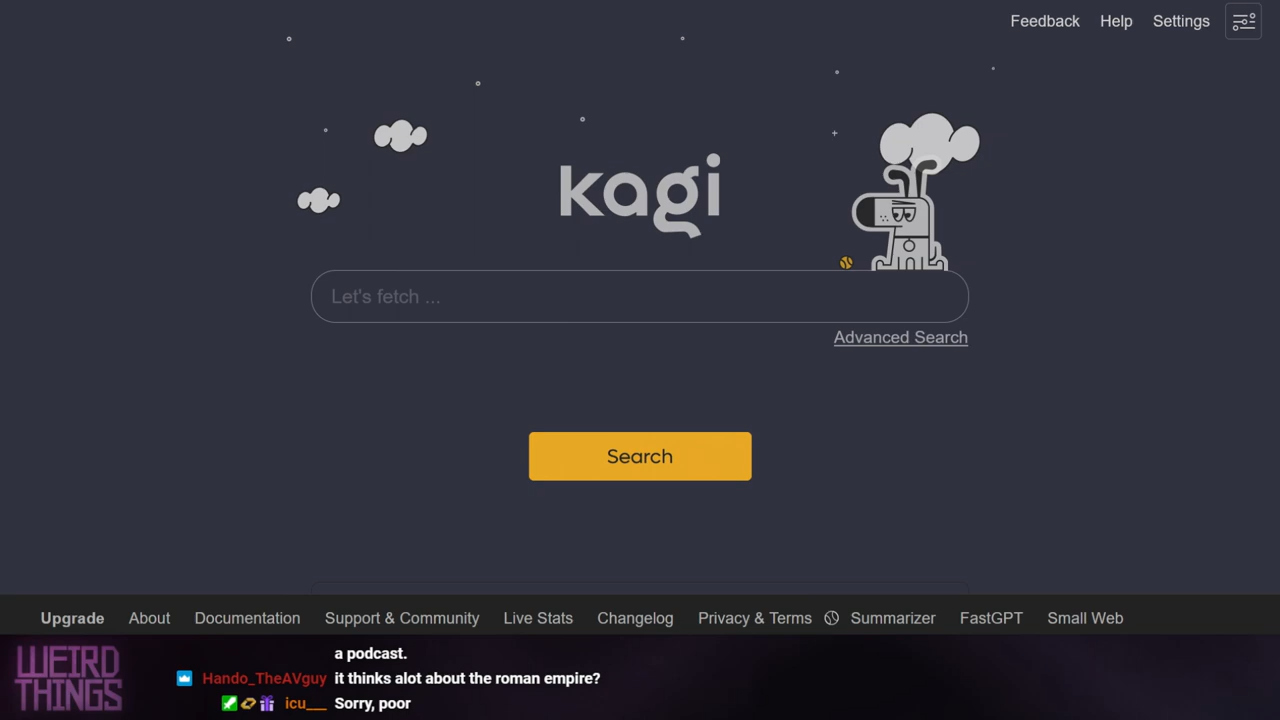 Feedback Help Settings
kagi
Let's fetch ...
Advanced Search
Search
Upgrade About Documentation Support & Community Live Stats Changelog Privacy & Terms Summarizer FastGPT Small Web
WEIRD
THINGS
a podcast.
Hando_TheAVguy it thinks alot about the roman empire?
icu___ Sorry, poor